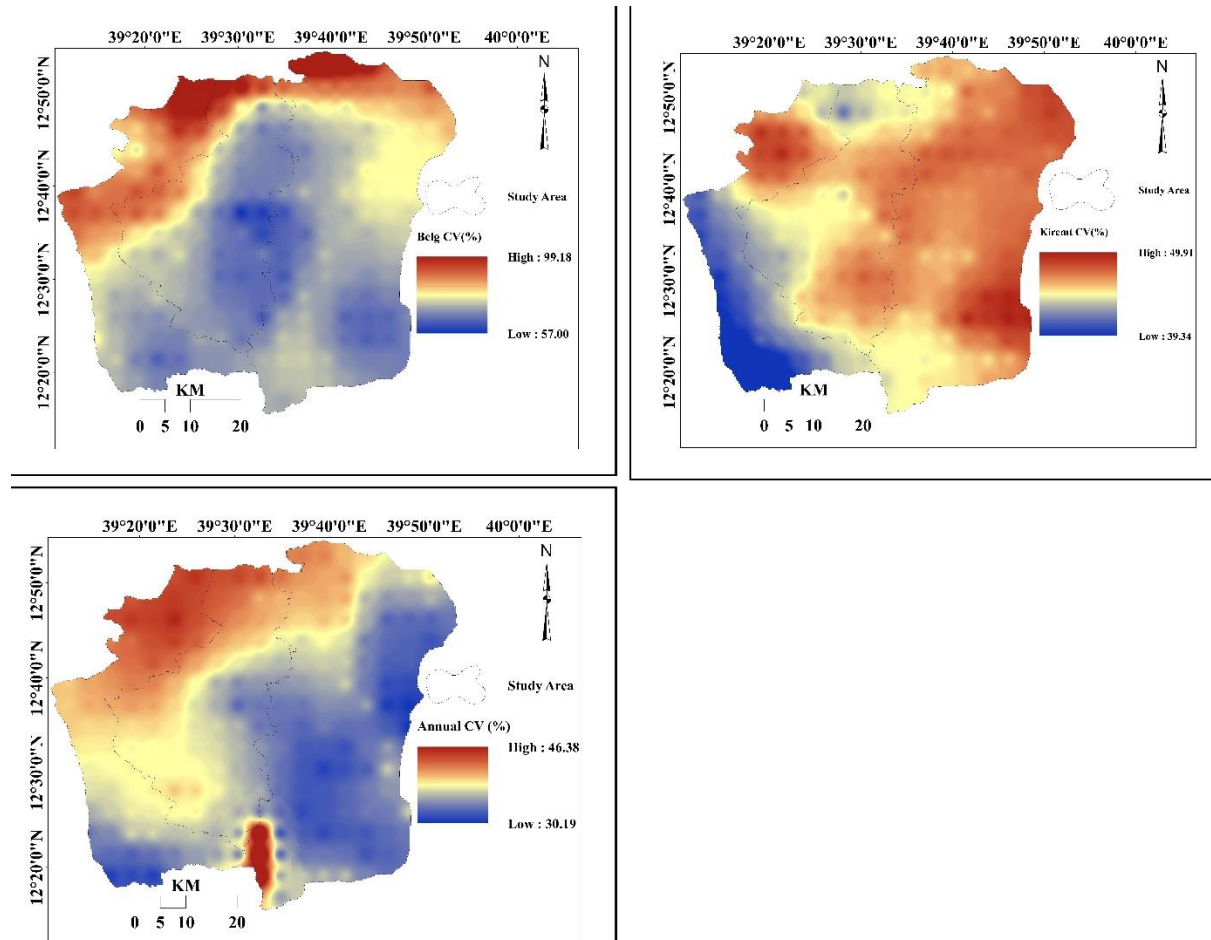 39°20'0"E 39°30'0"E 39°40'0"E 39°50'0"E 40°0'0"E
12°50'0"N
12°40'0"N
12°30'0"N
12°20'0"N
N
Study Area
Belg CV(%)
High : 99.18
Low : 57.00
KM
0 5 10 20
39°20'0"E 39°30'0"E 39°40'0"E 39°50'0"E 40°0'0"E
12°50'0"N
12°40'0"N
12°30'0"N
12°20'0"N
N
Study Area
Kiremt CV(%)
High : 49.91
Low : 39.34
KM
0 5 10 20
39°20'0"E 39°30'0"E 39°40'0"E 39°50'0"E 40°0'0"E
12°50'0"N
12°40'0"N
12°30'0"N
12°20'0"N
N
Study Area
Annual CV (%)
High : 46.38
Low : 30.19
KM
0 5 10 20